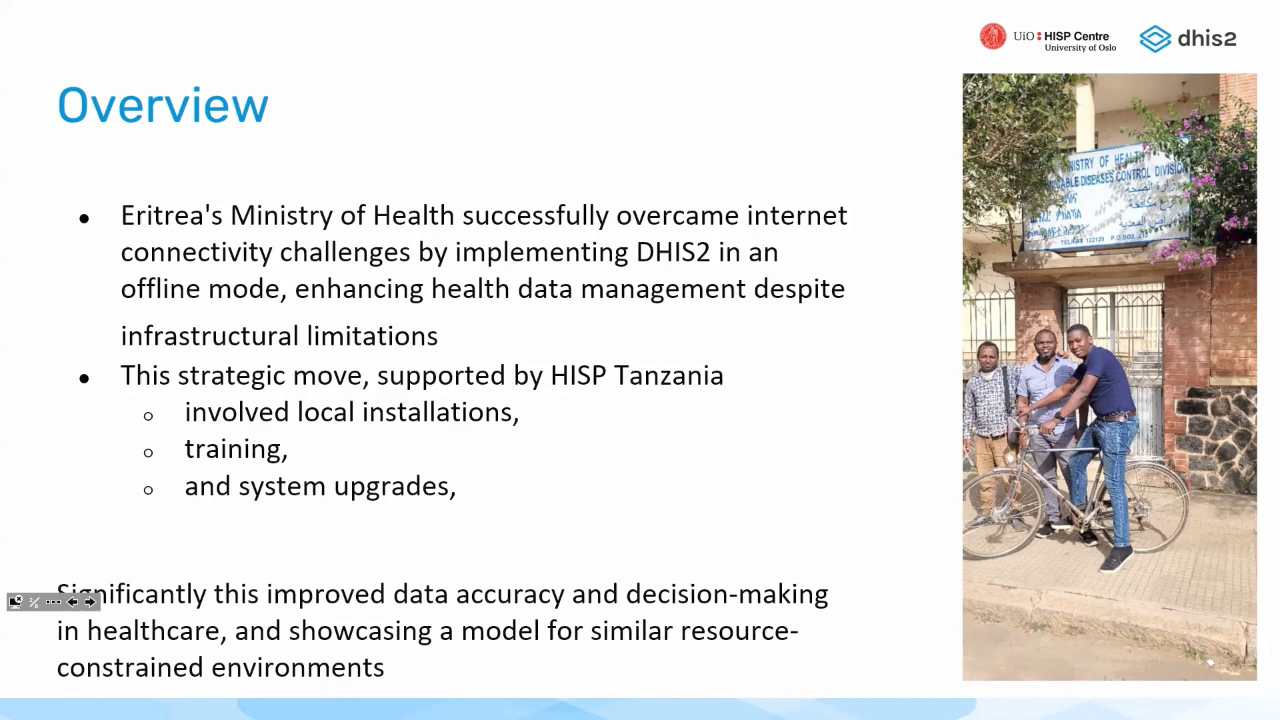 UiO HISP Centre
University of Oslo
dhis2
Overview
Eritrea's Ministry of Health successfully overcame internet
connectivity challenges by implementing DHIS2 in an
offline mode, enhancing health data management despite
infrastructural limitations
This strategic move, supported by HISP Tanzania
involved local installations,
training,
and system upgrades,
Significantly this improved data accuracy and decision-making
in healthcare, and showcasing a model for similar resource-
constrained environments
MINISTRY OF HEALTH
DISEASES CONTROL DIVISION
وزارة الصحة